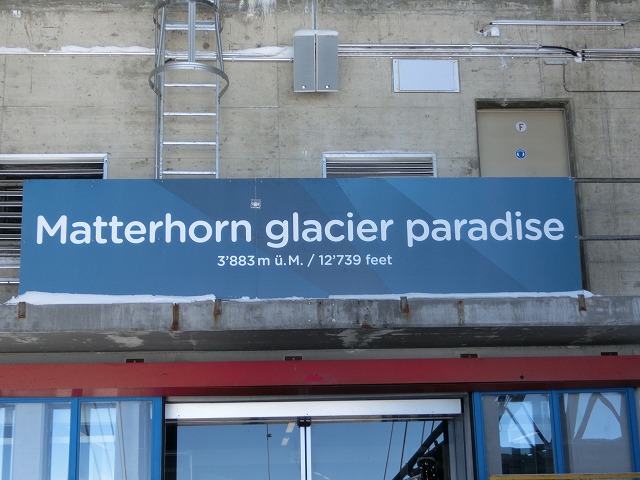 F
Matterhorn glacier paradise
3'883 m ü.M. / 12'739 feet